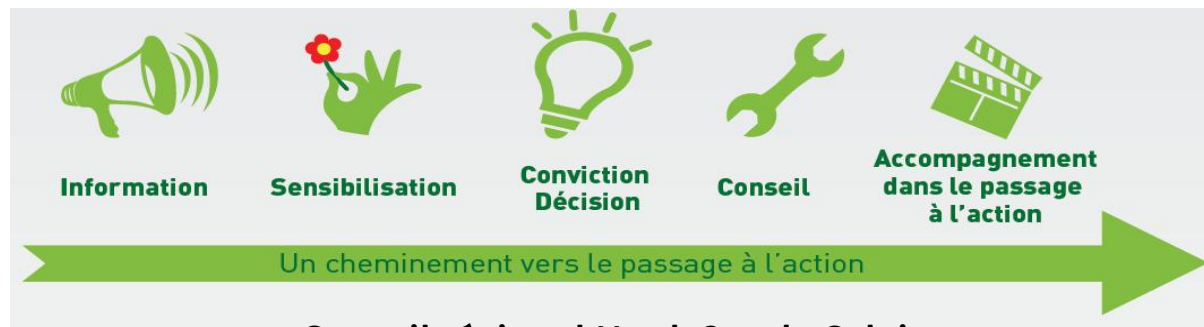 Information
Sensibilisation
Conviction
Décision
Conseil
Accompagnement
dans le passage
à l'action
Un cheminement vers le passage à l'action